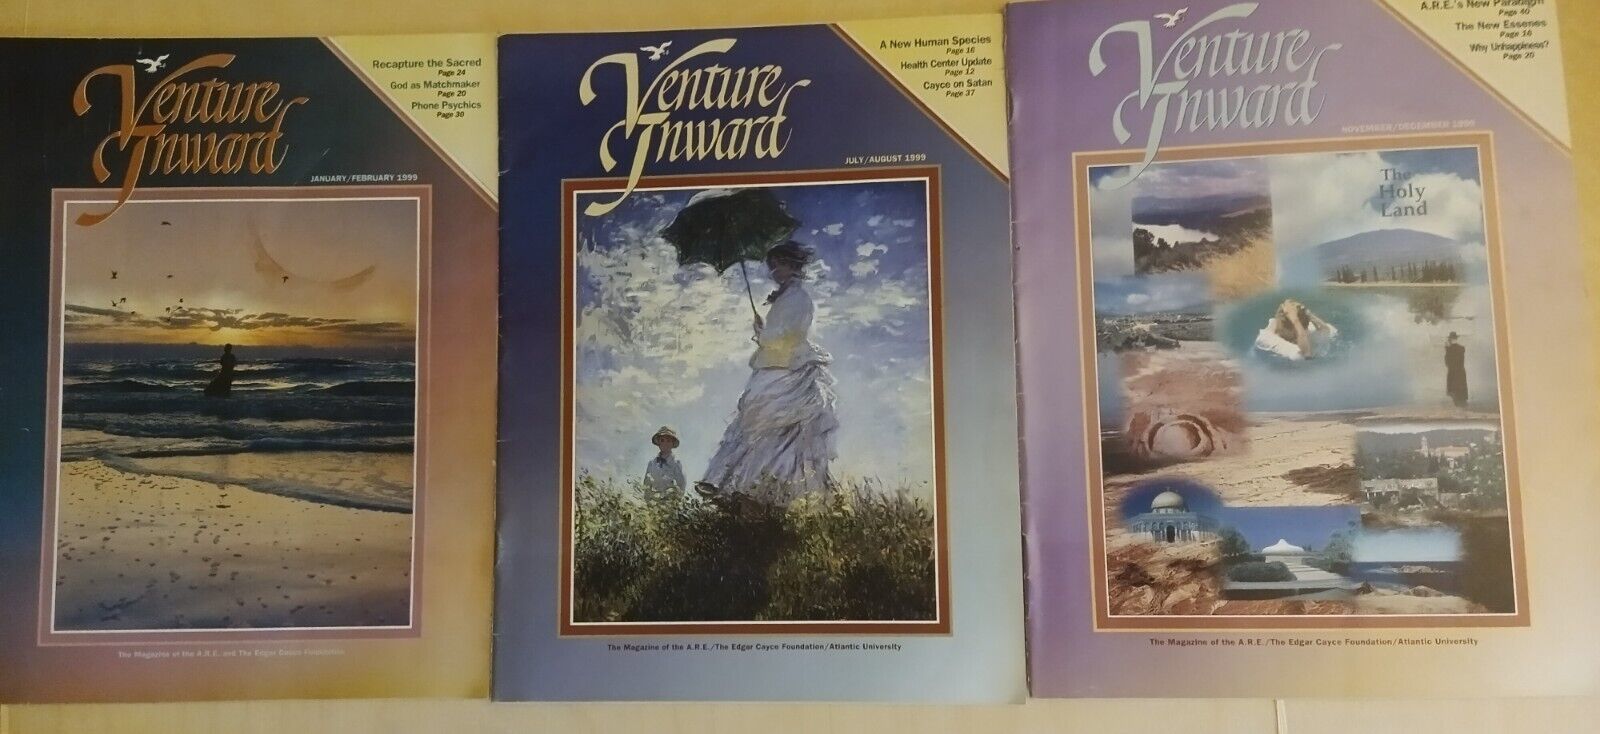 Venture
Inward
Recapture the Sacred
Page 24
God as Matchmaker
Page 20
Phone Psychics
Page 30
JANUARY/FEBRUARY 1999
The Magazine of the A.R.E. and The Edgar Cayce Foundation
Venture
Inward
A New Human Species
Page 16
Health Center Update
Page 12
Cayce on Satan
Page 37
JULY/AUGUST 1999
The Magazine of the A.R.E./The Edgar Cayce Foundation/Atlantic University
Venture
Inward
A.R.E.'s New Paradigm
Page 40
The New Essenes
Page 16
Why Unhappiness?
Page 20
NOVEMBER/DECEMBER 1999
The
Holy
Land
The Magazine of the A.R.E./The Edgar Cayce Foundation/Atlantic University